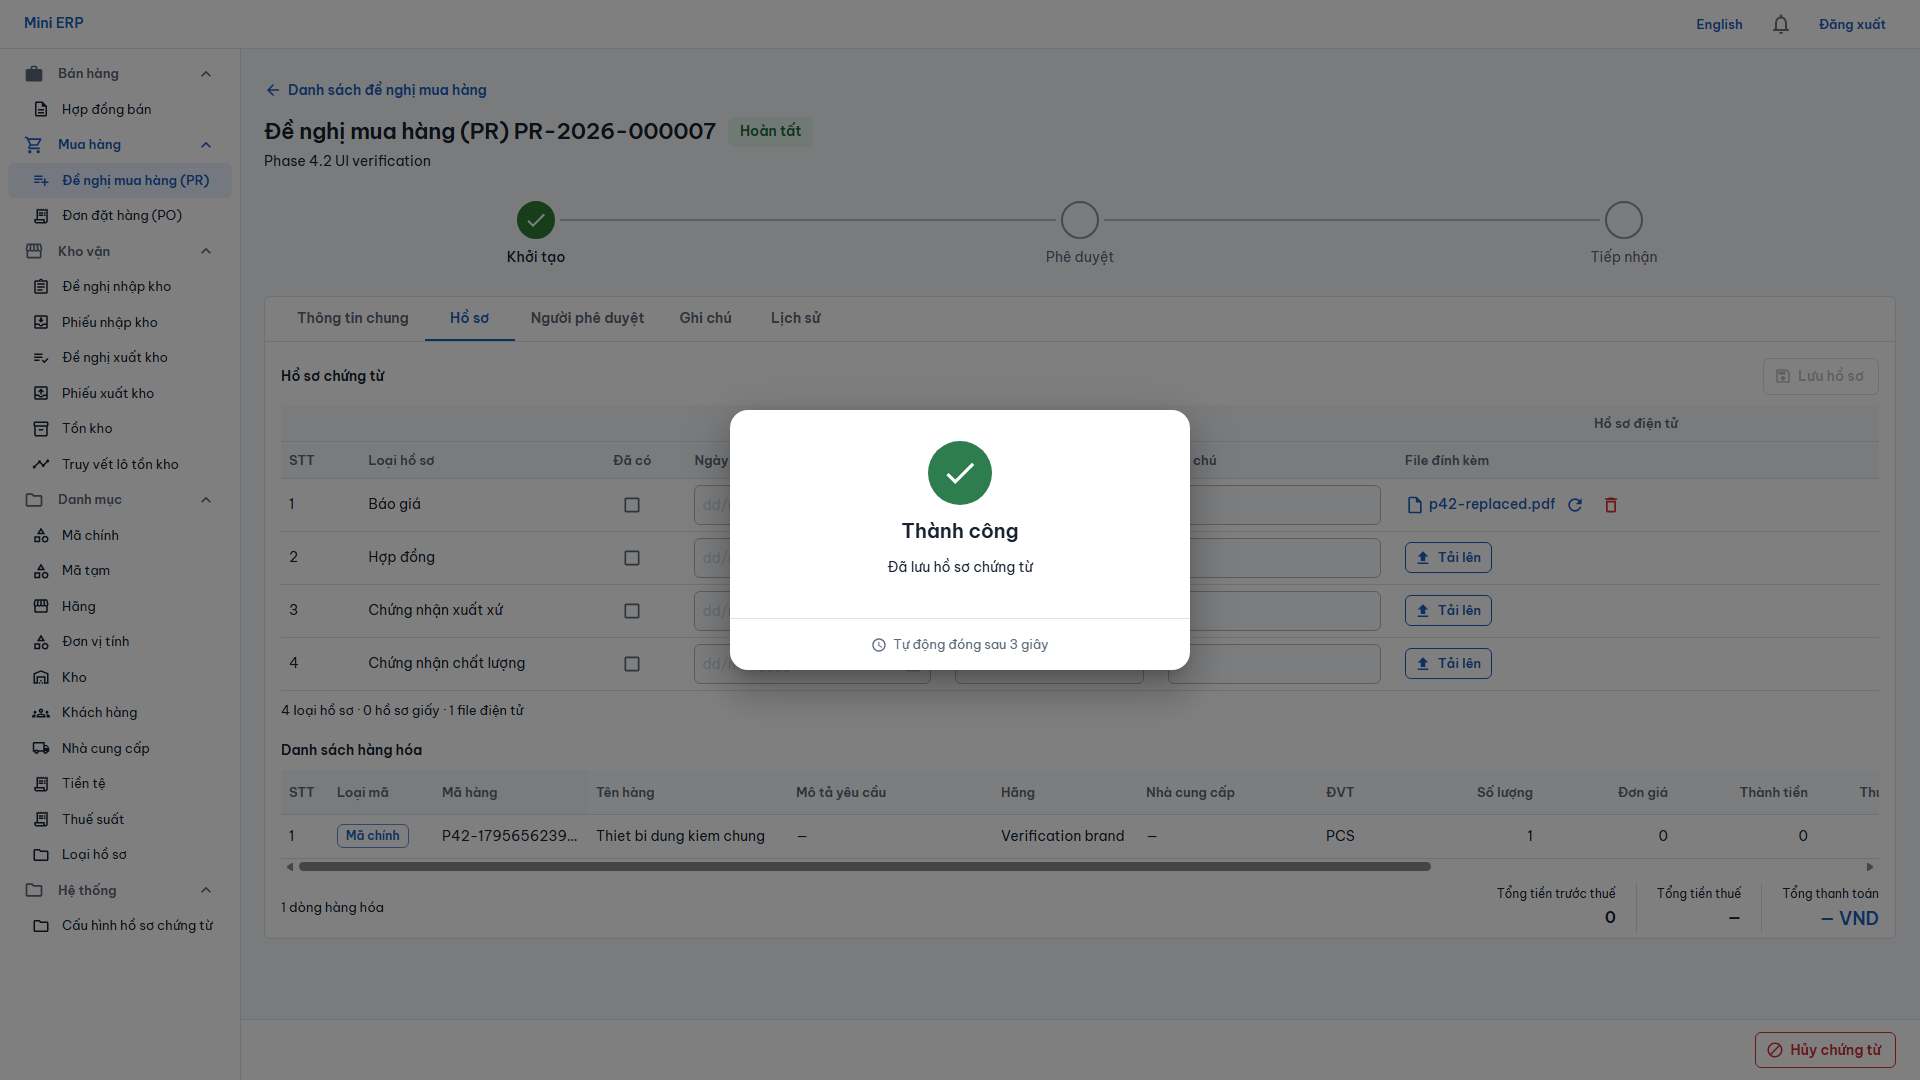 Mini ERP
English
Đăng xuất
Bán hàng
Hợp đồng bán
Mua hàng
Đề nghị mua hàng (PR)
Đơn đặt hàng (PO)
Kho vận
Đề nghị nhập kho
Phiếu nhập kho
Đề nghị xuất kho
Phiếu xuất kho
Tồn kho
Truy vết lô tồn kho
Danh mục
Mã chính
Mã tạm
Hãng
Đơn vị tính
Kho
Khách hàng
Nhà cung cấp
Tiền tệ
Thuế suất
Loại hồ sơ
Hệ thống
Cấu hình hồ sơ chứng từ
Danh sách đề nghị mua hàng
Đề nghị mua hàng (PR) PR-2026-000007 Hoàn tất
Phase 4.2 UI verification
Khởi tạo Phê duyệt Tiếp nhận
Thông tin chung Hồ sơ Người phê duyệt Ghi chú Lịch sử
Hồ sơ chứng từ Lưu hồ sơ
Hồ sơ điện tử
STT Loại hồ sơ Đã có Ngày chú File đính kèm
1 Báo giá dd/ p42-replaced.pdf
2 Hợp đồng dd/ Tải lên
3 Chứng nhận xuất xứ dd/ Tải lên
4 Chứng nhận chất lượng dd/ Tải lên
Thành công
Đã lưu hồ sơ chứng từ
Tự động đóng sau 3 giây
4 loại hồ sơ · 0 hồ sơ giấy · 1 file điện tử
Danh sách hàng hóa
STT Loại mã Mã hàng Tên hàng Mô tả yêu cầu Hãng Nhà cung cấp ĐVT Số lượng Đơn giá Thành tiền Thu
1 Mã chính P42-1795656239... Thiet bi dung kiem chung — Verification brand — PCS 1 0 0
1 dòng hàng hóa
Tổng tiền trước thuế Tổng tiền thuế Tổng thanh toán
0 — — VND
Hủy chứng từ